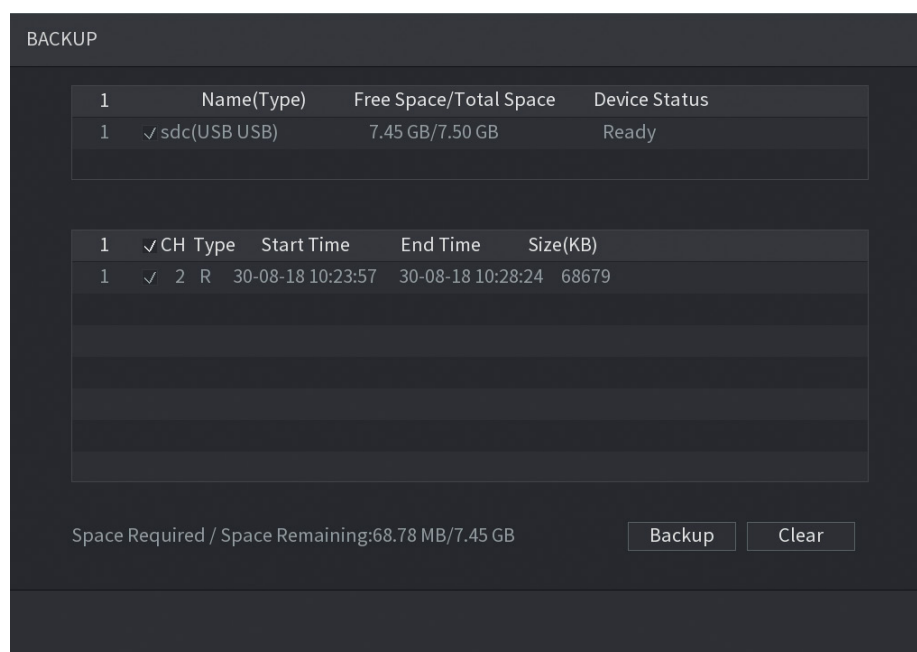 BACKUP
1 Name(Type) Free Space/Total Space Device Status
1 sdc(USB USB) 7.45 GB/7.50 GB Ready
1 CH Type Start Time End Time Size(KB)
1 2 R 30-08-18 10:23:57 30-08-18 10:28:24 68679
Space Required / Space Remaining:68.78 MB/7.45 GB Backup Clear